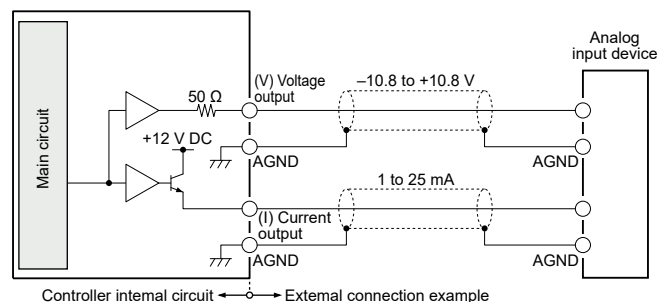 Analog
input device
(V) Voltage
output
–10.8 to +10.8 V
50 Ω
+12 V DC
AGND
AGND
Main circuit
1 to 25 mA
(I) Current
output
AGND
AGND
Controller internal circuit
External connection example